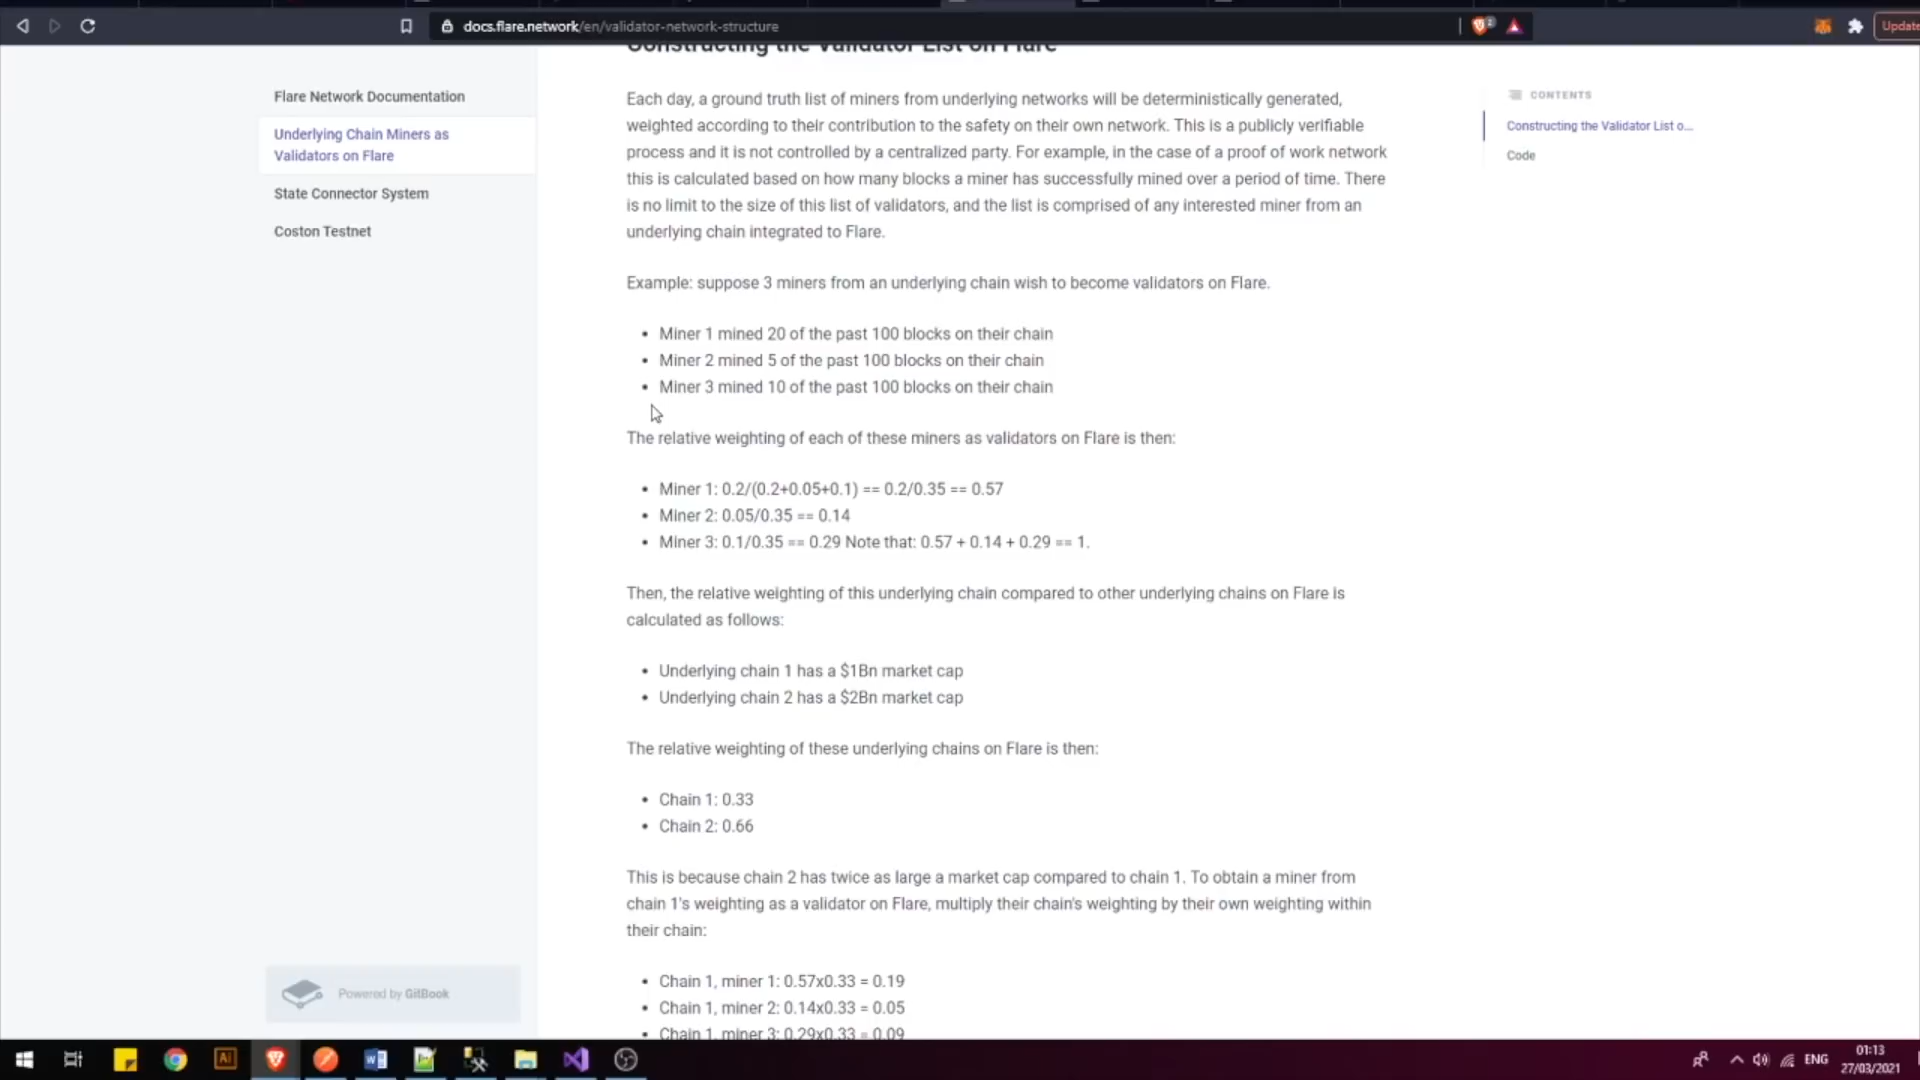 docs.flare.network/en/validator-network-structure
2
Update
Constructing the Validator List on Flare
Flare Network Documentation
Underlying Chain Miners as
Validators on Flare
State Connector System
Coston Testnet
Each day, a ground truth list of miners from underlying networks will be deterministically generated,
weighted according to their contribution to the safety on their own network. This is a publicly verifiable
process and it is not controlled by a centralized party. For example, in the case of a proof of work network
this is calculated based on how many blocks a miner has successfully mined over a period of time. There
is no limit to the size of this list of validators, and the list is comprised of any interested miner from an
underlying chain integrated to Flare.
Example: suppose 3 miners from an underlying chain wish to become validators on Flare.
• Miner 1 mined 20 of the past 100 blocks on their chain
• Miner 2 mined 5 of the past 100 blocks on their chain
• Miner 3 mined 10 of the past 100 blocks on their chain
The relative weighting of each of these miners as validators on Flare is then:
• Miner 1: 0.2/(0.2+0.05+0.1) == 0.2/0.35 == 0.57
• Miner 2: 0.05/0.35 == 0.14
• Miner 3: 0.1/0.35 == 0.29 Note that: 0.57 + 0.14 + 0.29 == 1.
Then, the relative weighting of this underlying chain compared to other underlying chains on Flare is
calculated as follows:
• Underlying chain 1 has a $1Bn market cap
• Underlying chain 2 has a $2Bn market cap
The relative weighting of these underlying chains on Flare is then:
• Chain 1: 0.33
• Chain 2: 0.66
This is because chain 2 has twice as large a market cap compared to chain 1. To obtain a miner from
chain 1's weighting as a validator on Flare, multiply their chain's weighting by their own weighting within
their chain:
• Chain 1, miner 1: 0.57x0.33 = 0.19
• Chain 1, miner 2: 0.14x0.33 = 0.05
• Chain 1, miner 3: 0.29x0.33 = 0.09
CONTENTS
Constructing the Validator List o...
Code
Powered by GitBook
Ai
ENG
01:13
27/03/2021